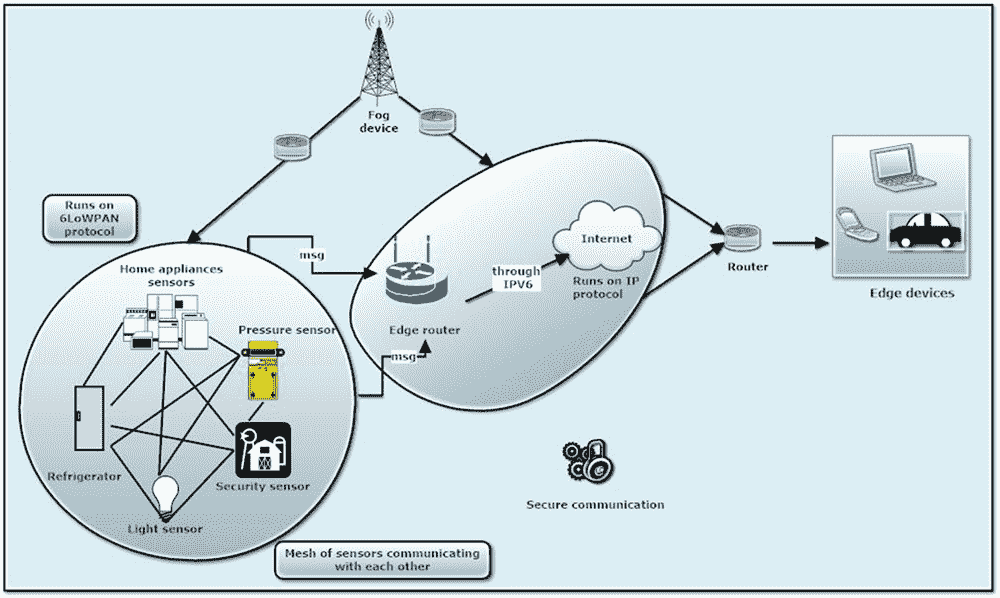 Fog
device
Runs on
6LoWPAN
protocol
msg
Home appliances
sensors
Pressure sensor
Refrigerator
Security sensor
Light sensor
Mesh of sensors communicating
with each other
msg
Edge router
through
IPV6
Internet
Runs on IP
protocol
Router
Edge devices
Secure communication